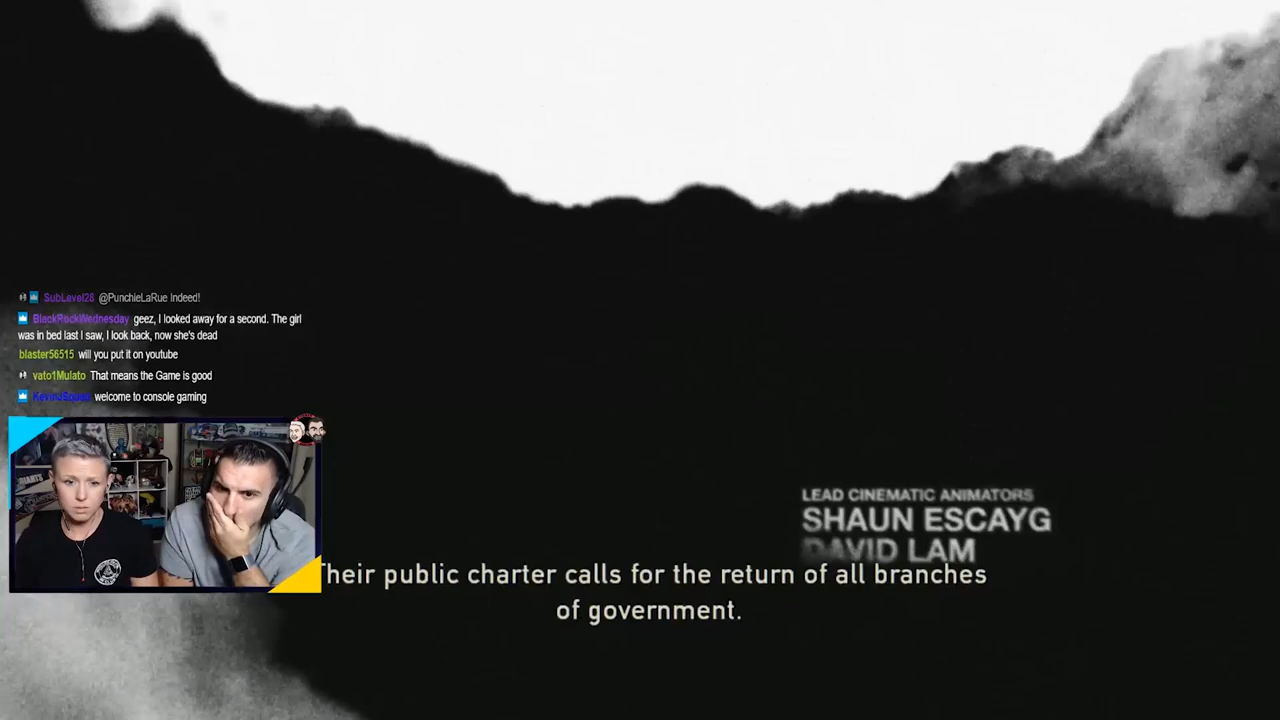 SubLevel28 @PunchieLaRue Indeed!
BlackRockWednesday geez, I looked away for a second. The girl
was in bed last I saw, I look back, now she's dead
blaster56515 will you put it on youtube
vato1Mulato That means the Game is good
welcome to console gaming
LEAD CINEMATIC ANIMATORS
SHAUN ESCAYG
DAVID LAM
Their public charter calls for the return of all branches
of government.